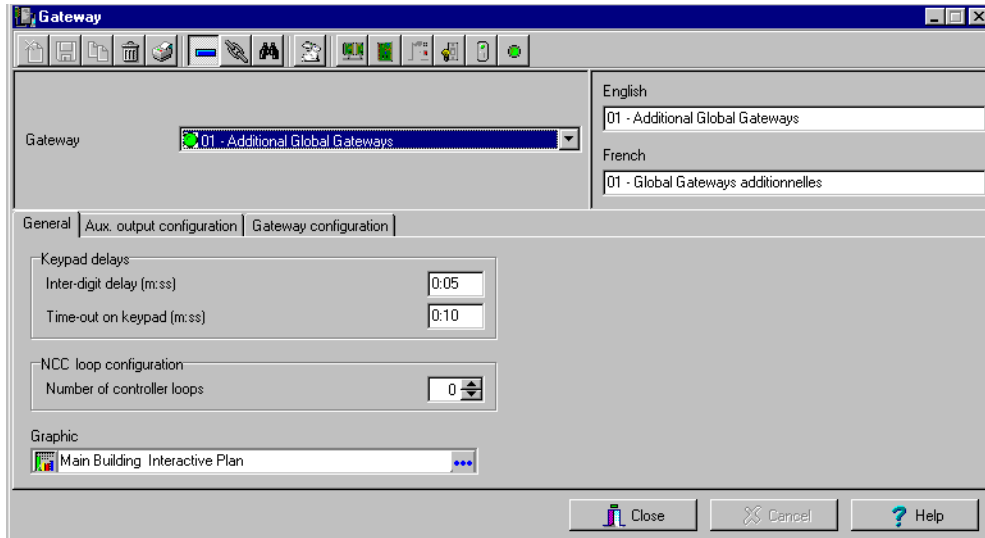 Gateway
English
01 - Additional Global Gateways
Gateway
01 - Additional Global Gateways
French
01 - Global Gateways additionnelles
General
Aux. output configuration
Gateway configuration
Keypad delays
Inter-digit delay (m:ss)
0:05
Time-out on keypad (m:ss)
0:10
NCC loop configuration
Number of controller loops
0
Graphic
Main Building Interactive Plan
Close
Cancel
Help